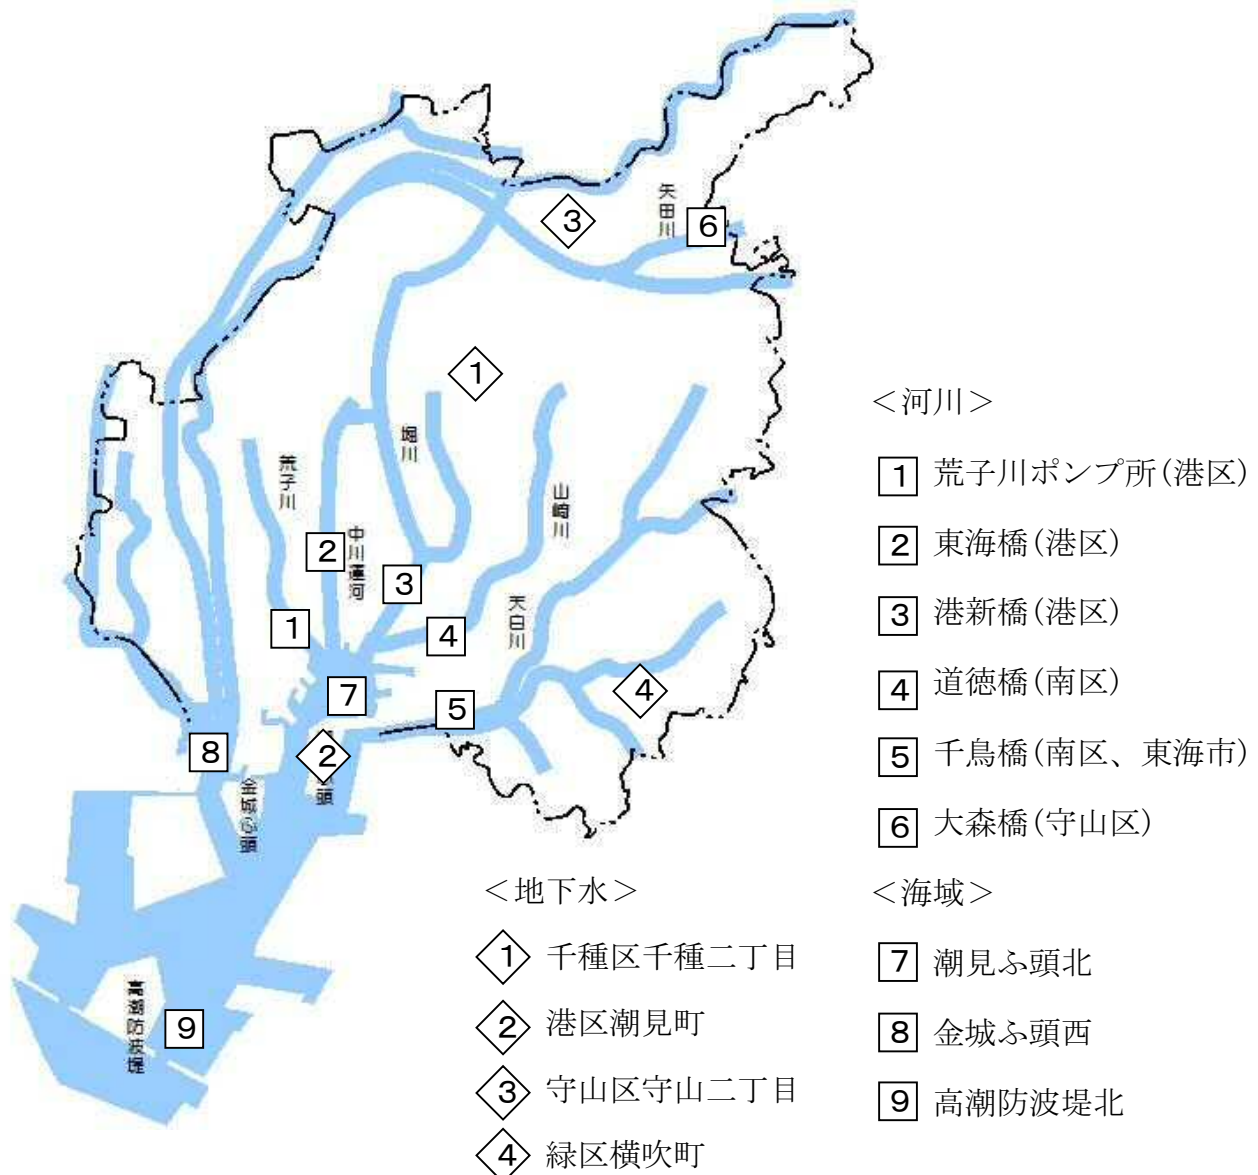 矢田川
3
6
1
堀川
荒子川
山崎川
2
中川運河
3
天白川
1
4
4
7
5
8
2
頭
金城ふ頭
高潮防波堤
9
<河川>
1 荒子川ポンプ所(港区)
2 東海橋(港区)
3 港新橋(港区)
4 道徳橋(南区)
5 千鳥橋(南区、東海市)
6 大森橋(守山区)
<地下水>
1 千種区千種二丁目
2 港区潮見町
3 守山区守山二丁目
4 緑区横吹町
<海域>
7 潮見ふ頭北
8 金城ふ頭西
9 高潮防波堤北